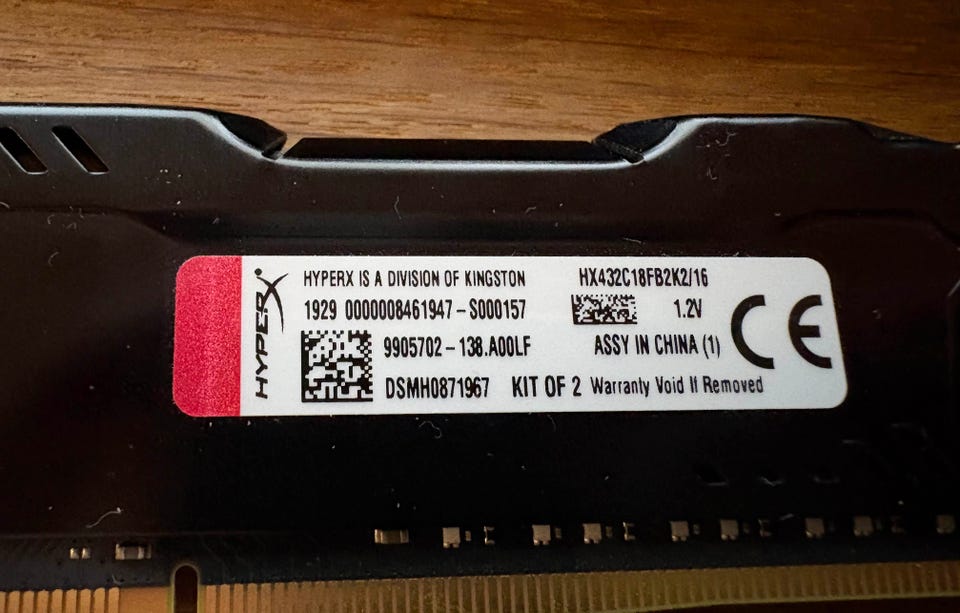 HYPERX
HYPERX IS A DIVISION OF KINGSTON
HX432C18FB2K2/16
1929 0000008461947-S000157
1.2V
9905702-138.A00LF
ASSY IN CHINA (1)
DSMH0871967 KIT OF 2 Warranty Void If Removed
CE